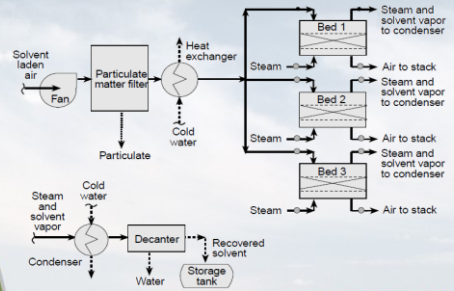 Solvent
laden
air
Fan
Particulate
matter filter
Particulate
Heat
exchanger
Cold
water
Bed 1
Steam
Steam and
solvent vapor
to condenser
Air to stack
Bed 2
Steam
Steam and
solvent vapor
to condenser
Air to stack
Bed 3
Steam
Steam and
solvent vapor
to condenser
Air to stack
Steam
and
solvent
vapor
Cold
water
Condenser
Decanter
Water
Recovered
solvent
Storage
tank